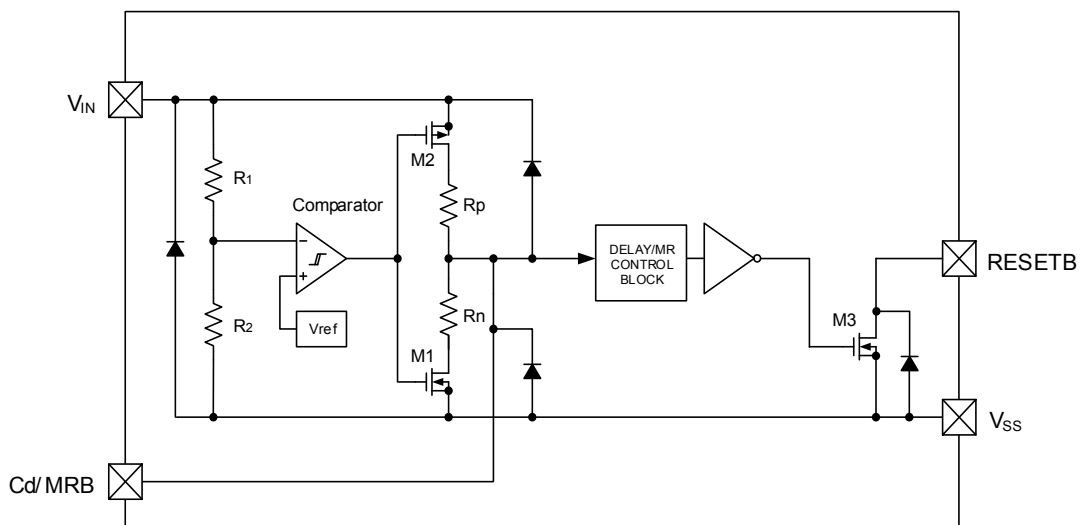 VIN
M2
R1
Comparator
Rp
−
+
DELAY/MR
CONTROL
BLOCK
RESETB
R2
Vref
Rn
M3
M1
VSS
Cd/MRB